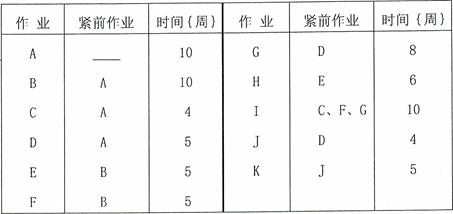 作 业 紧前作业 时间{周} 作 业 紧前作业 时间{周}
A ____ 10 G D 8
B A 10 H E 6
C A 4 I C、F、G 10
D A 5 J D 4
E B 5 K J 5
F B 5